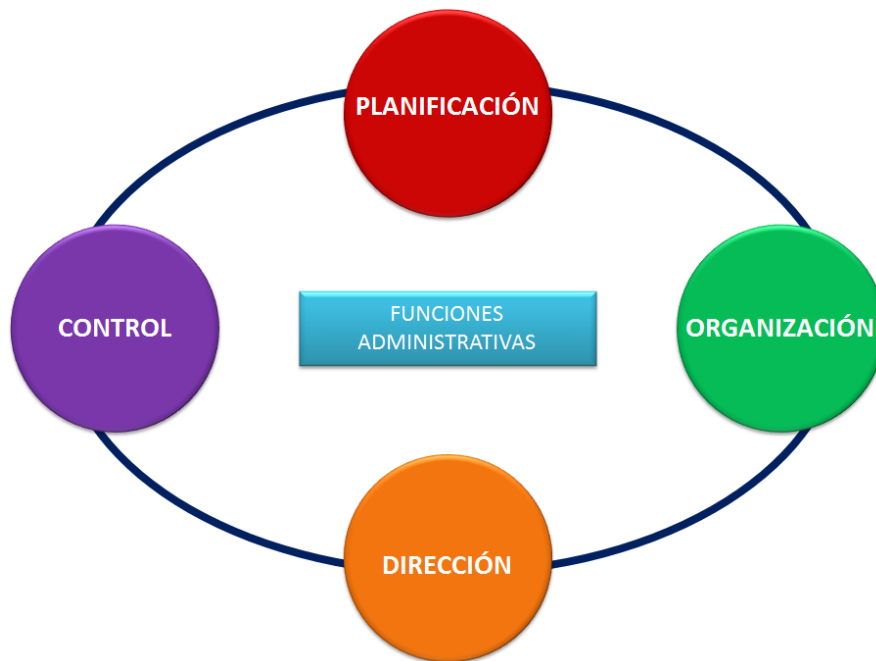 PLANIFICACIÓN
CONTROL
FUNCIONES
ADMINISTRATIVAS
ORGANIZACIÓN
DIRECCIÓN